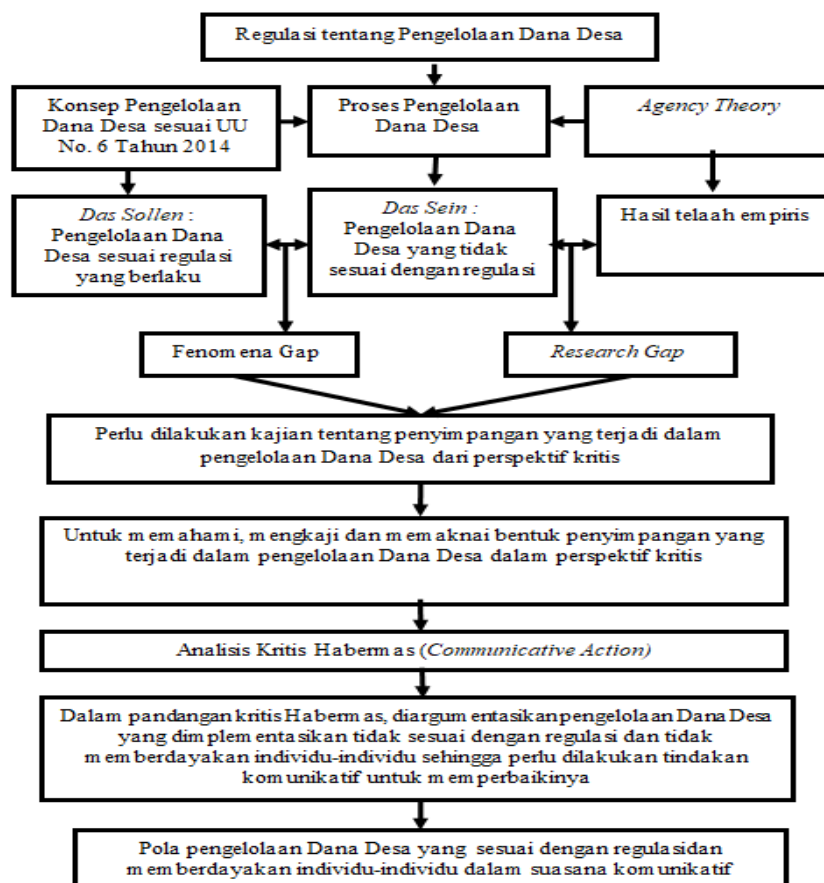 Regulasi tentang Pengelolaan Dana Desa
Konsep Pengelolaan
Dana Desa sesuai UU
No. 6 Tahun 2014
Proses Pengelolaan
Dana Desa
Agency Theory
Das Sollen :
Pengelolaan Dana
Desa sesuai regulasi
yang berlaku
Das Sein :
Pengelolaan Dana
Desa yang tidak
sesuai dengan regulasi
Hasil telaah empiris
Fenomena Gap
Research Gap
Perlu dilakukan kajian tentang penyimpangan yang terjadi dalam
pengelolaan Dana Desa dari perspektif kritis
Untuk memahami, mengkaji dan memaknai bentuk penyimpangan yang
terjadi dalam pengelolaan Dana Desa dalam perspektif kritis
Analisis Kritis Habermas (Communicative Action)
Dalam pandangan kritis Habermas, diargumentasikan pengelolaan Dana Desa
yang dimplementasikan tidak sesuai dengan regulasi dan tidak
memberdayakan individu-individu sehingga perlu dilakukan tindakan
komunikatif untuk memperbaikinya
Pola pengelolaan Dana Desa yang sesuai dengan regulasidan
memberdayakan individu-individu dalam suasana komunikatif